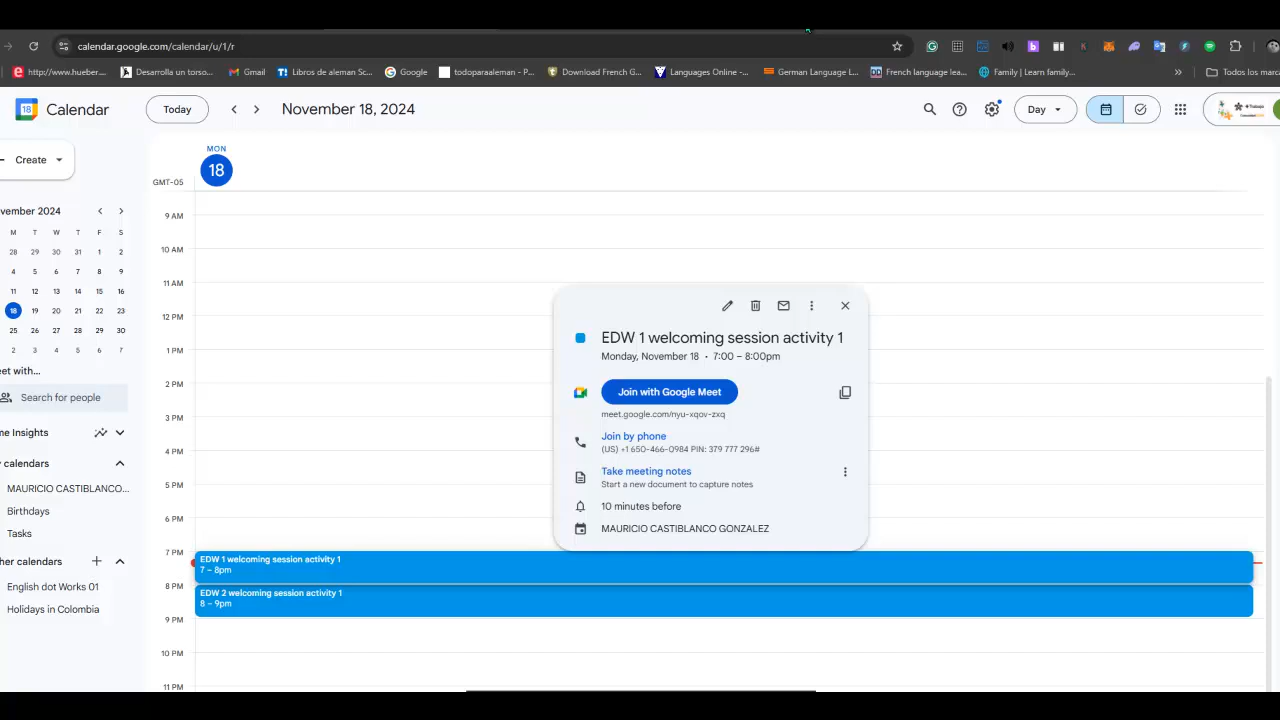 calendar.google.com/calendar/u/1/r
http://www.hueber....
Desarrolla un torso...
Gmail
Libros de aleman Sc...
Google
todoparaaleman - P...
Download French G...
Languages Online -...
German Language L...
French language lea...
Family | Learn family...
Todos los marca
18 Calendar
Today
November 18, 2024
Day
Create
MON
18
GMT-05
vember 2024
M T W T F S
28 29 30 31 1 2
4 5 6 7 8 9
11 12 13 14 15 16
18 19 20 21 22 23
25 26 27 28 29 30
2 3 4 5 6 7
eet with...
Search for people
me Insights
y calendars
MAURICIO CASTIBLANCO...
Birthdays
Tasks
ther calendars
English dot Works 01
Holidays in Colombia
9 AM
10 AM
11 AM
12 PM
1 PM
2 PM
3 PM
4 PM
5 PM
6 PM
7 PM
8 PM
9 PM
10 PM
11 PM
EDW 1 welcoming session activity 1
Monday, November 18 • 7:00 – 8:00pm
Join with Google Meet
meet.google.com/nyu-xqov-zxq
Join by phone
(US) +1 650-466-0984 PIN: 379 777 296#
Take meeting notes
Start a new document to capture notes
10 minutes before
MAURICIO CASTIBLANCO GONZALEZ
EDW 1 welcoming session activity 1
7 – 8pm
EDW 2 welcoming session activity 1
8 – 9pm